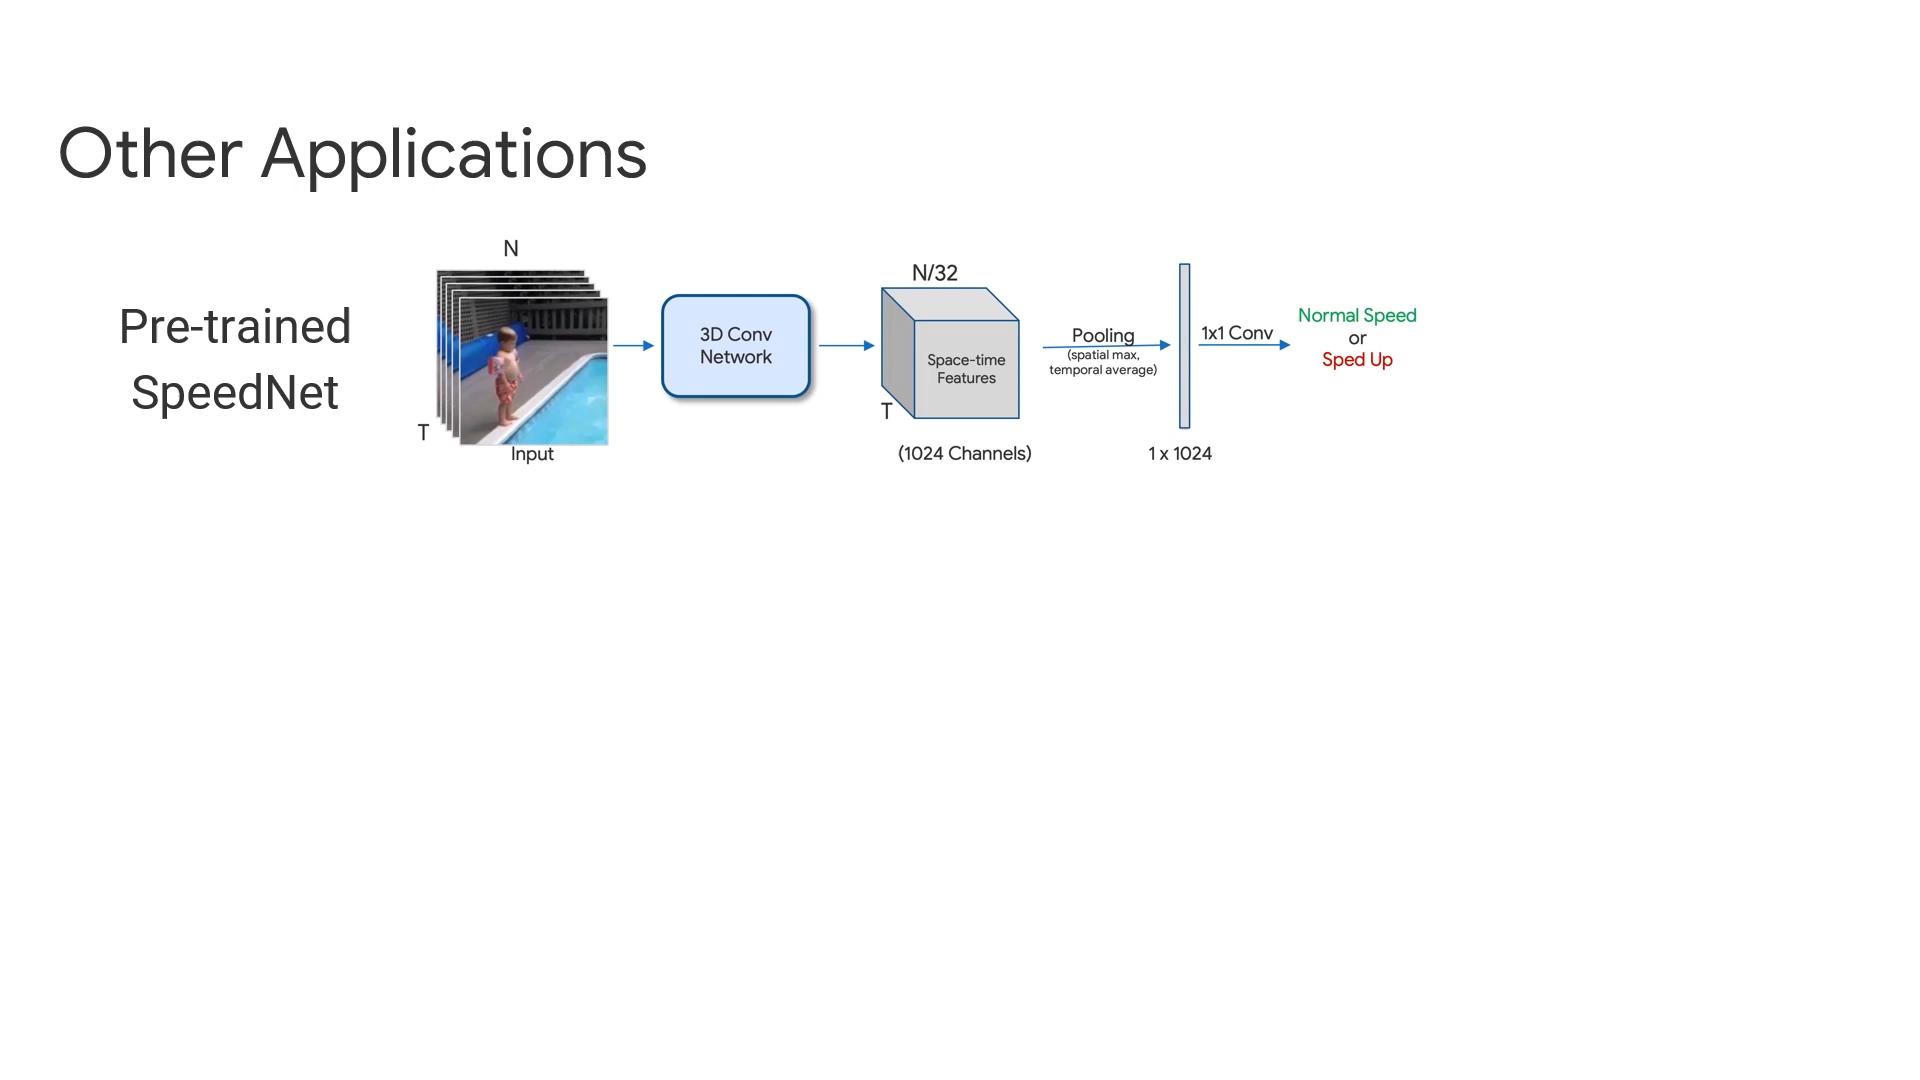 Other Applications
Pre-trained
SpeedNet
N
T
Input
3D Conv
Network
N/32
Space-time
Features
T
(1024 Channels)
Pooling
(spatial max,
temporal average)
1x1 Conv
1 x 1024
Normal Speed
or
Sped Up